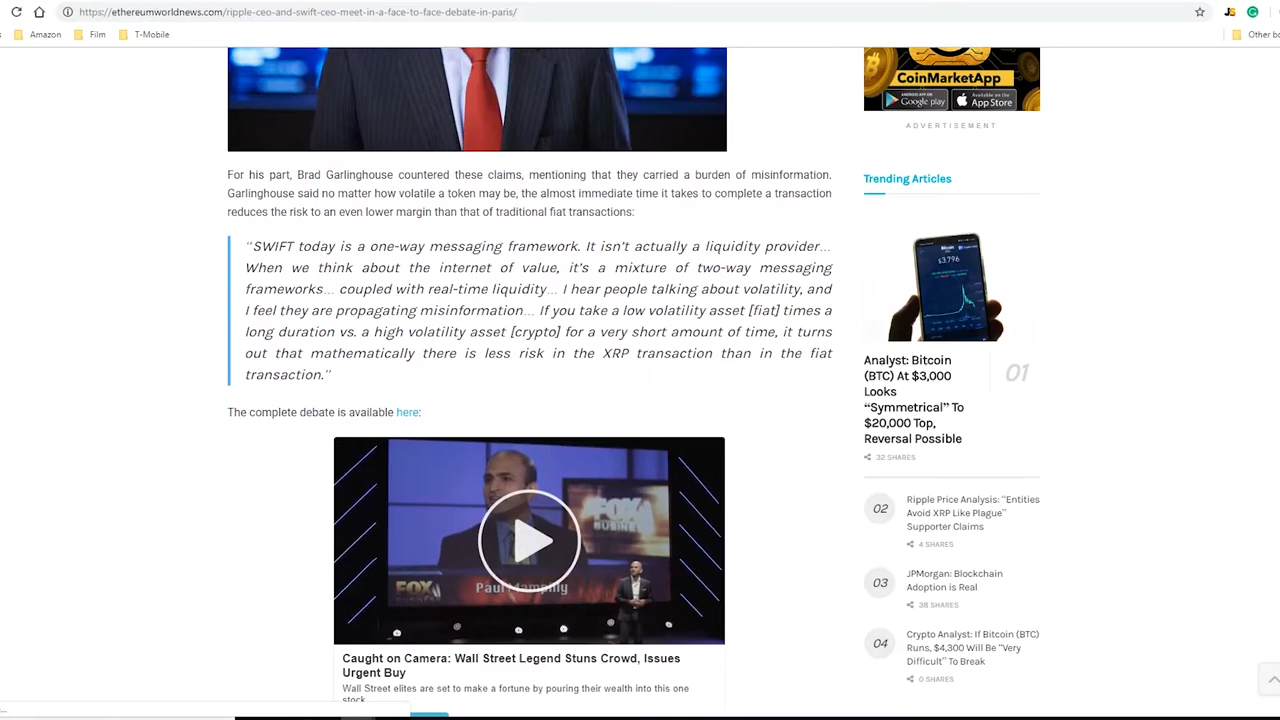 https://ethereumworldnews.com/ripple-ceo-and-swift-ceo-meet-in-a-face-to-face-debate-in-paris/
Amazon
Film
T-Mobile
Other bo
CoinMarketApp
ANDROID APP ON
Google play
Available on the
App Store
ADVERTISEMENT
For his part, Brad Garlinghouse countered these claims, mentioning that they carried a burden of misinformation.
Garlinghouse said no matter how volatile a token may be, the almost immediate time it takes to complete a transaction
reduces the risk to an even lower margin than that of traditional fiat transactions:
“SWIFT today is a one-way messaging framework. It isn’t actually a liquidity provider…
When we think about the internet of value, it’s a mixture of two-way messaging
frameworks… coupled with real-time liquidity… I hear people talking about volatility, and
I feel they are propagating misinformation… If you take a low volatility asset [fiat] times a
long duration vs. a high volatility asset [crypto] for a very short amount of time, it turns
out that mathematically there is less risk in the XRP transaction than in the fiat
transaction.”
The complete debate is available here:
FOX
BUSINESS
FOX
Paul Mampilly
Caught on Camera: Wall Street Legend Stuns Crowd, Issues
Urgent Buy
Wall Street elites are set to make a fortune by pouring their wealth into this one
stock
Trending Articles
Bitcoin
$3,796
Analyst: Bitcoin
(BTC) At $3,000
Looks
“Symmetrical” To
$20,000 Top,
Reversal Possible
01
32 SHARES
02
Ripple Price Analysis: “Entities
Avoid XRP Like Plague”
Supporter Claims
4 SHARES
03
JPMorgan: Blockchain
Adoption is Real
38 SHARES
04
Crypto Analyst: If Bitcoin (BTC)
Runs, $4,300 Will Be “Very
Difficult” To Break
0 SHARES